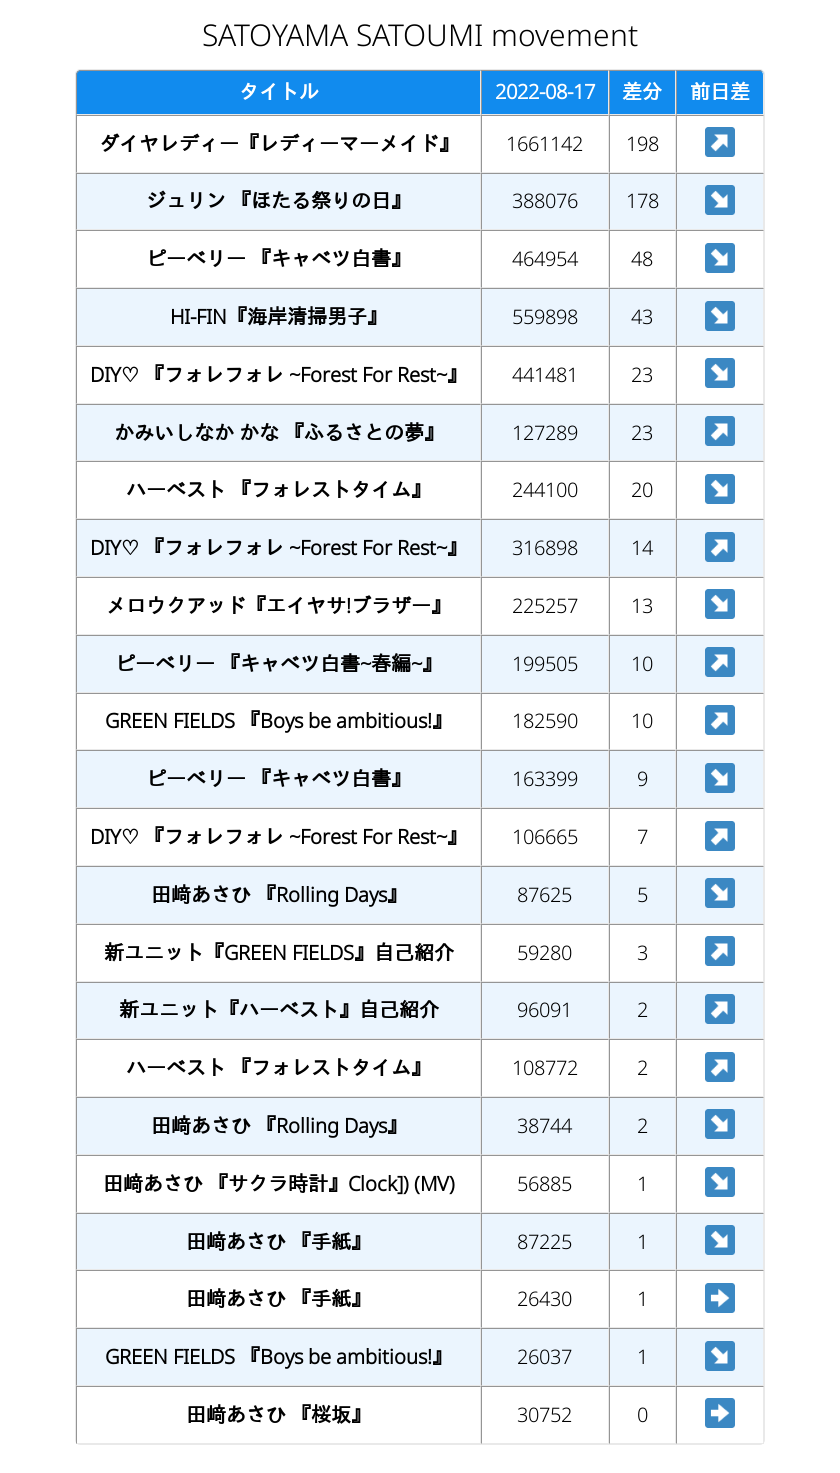 SATOYAMA SATOUMI movement
タイトル 2022-08-17 差分 前日差
ダイヤレディー『レディーマーメイド』 1661142 198 ↗
ジュリン 『ほたる祭りの日』 388076 178 ↘
ピーベリー 『キャベツ白書』 464954 48 ↘
HI-FIN『海岸清掃男子』 559898 43 ↘
DIY♡ 『フォレフォレ ~Forest For Rest~』 441481 23 ↘
かみいしなか かな 『ふるさとの夢』 127289 23 ↗
ハーベスト 『フォレストタイム』 244100 20 ↘
DIY♡ 『フォレフォレ ~Forest For Rest~』 316898 14 ↗
メロウクアッド『エイヤサ!ブラザー』 225257 13 ↘
ピーベリー 『キャベツ白書~春編~』 199505 10 ↗
GREEN FIELDS 『Boys be ambitious!』 182590 10 ↗
ピーベリー 『キャベツ白書』 163399 9 ↘
DIY♡ 『フォレフォレ ~Forest For Rest~』 106665 7 ↗
田﨑あさひ 『Rolling Days』 87625 5 ↘
新ユニット『GREEN FIELDS』自己紹介 59280 3 ↗
新ユニット『ハーベスト』自己紹介 96091 2 ↗
ハーベスト 『フォレストタイム』 108772 2 ↗
田﨑あさひ 『Rolling Days』 38744 2 ↘
田﨑あさひ 『サクラ時計』Clock]) (MV) 56885 1 ↘
田﨑あさひ 『手紙』 87225 1 ↘
田﨑あさひ 『手紙』 26430 1 →
GREEN FIELDS 『Boys be ambitious!』 26037 1 ↘
田﨑あさひ 『桜坂』 30752 0 →